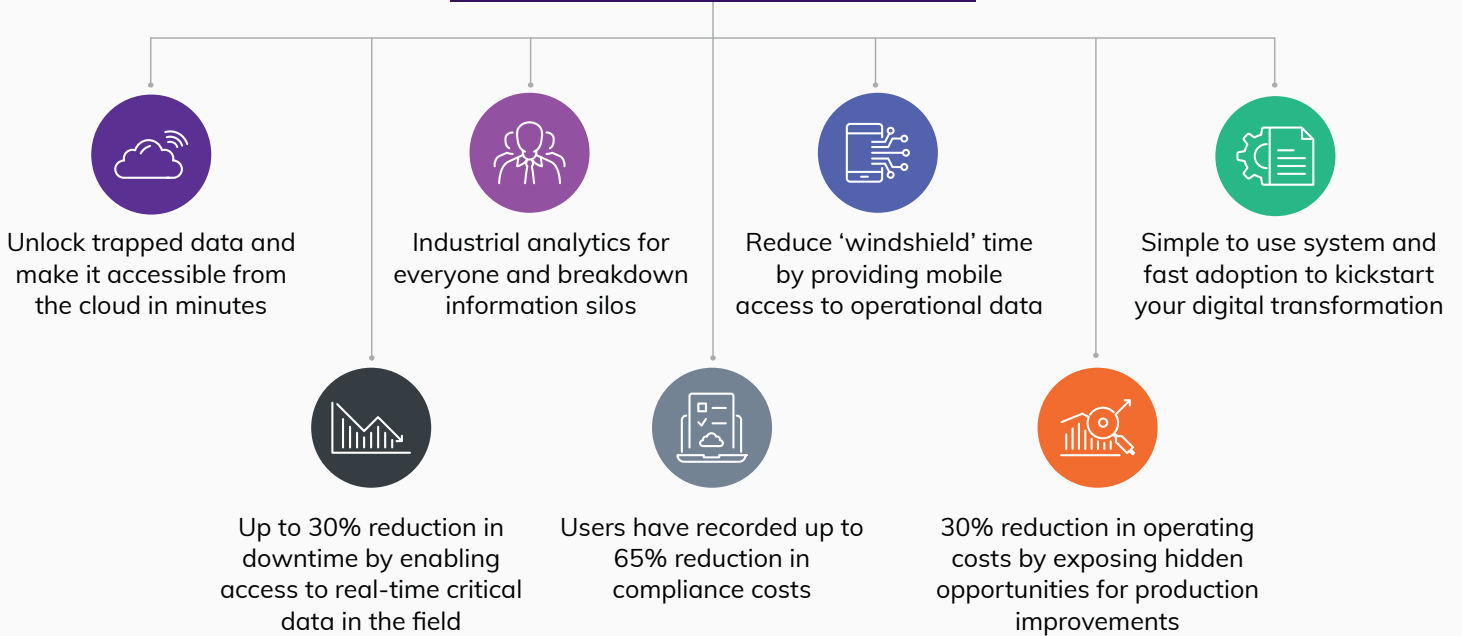 Unlock trapped data and
make it accessible from
the cloud in minutes
Industrial analytics for
everyone and breakdown
information silos
Reduce ‘windshield’ time
by providing mobile
access to operational data
Simple to use system and
fast adoption to kickstart
your digital transformation
Up to 30% reduction in
downtime by enabling
access to real-time critical
data in the field
Users have recorded up to
65% reduction in
compliance costs
30% reduction in operating
costs by exposing hidden
opportunities for production
improvements